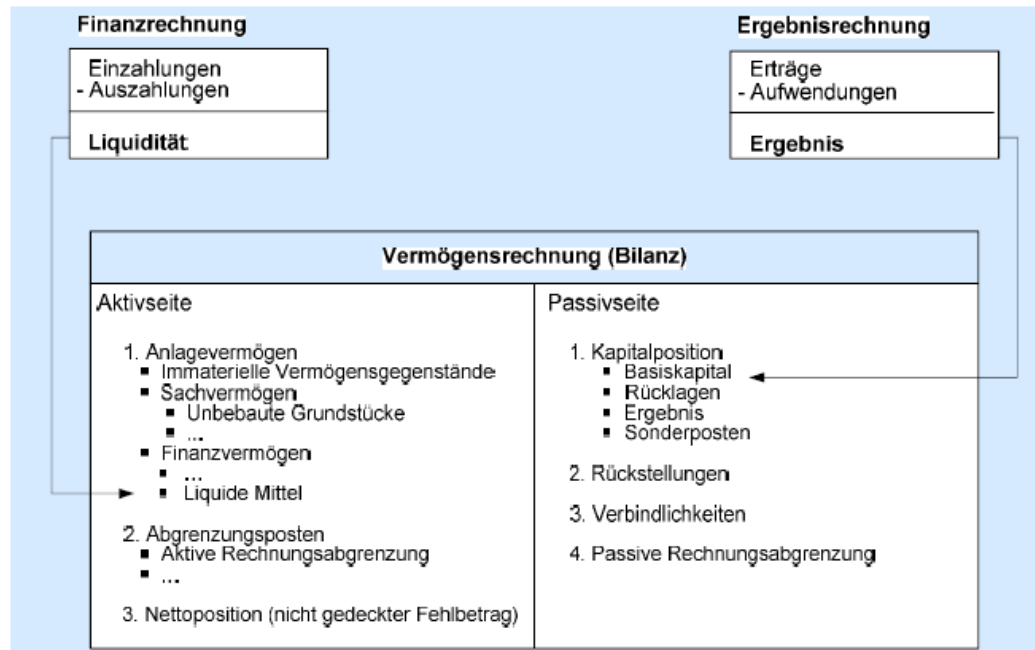 Finanzrechnung
Einzahlungen
- Auszahlungen
Liquidität
Ergebnisrechnung
Erträge
- Aufwendungen
Ergebnis
Vermögensrechnung (Bilanz)
Aktivseite
1. Anlagevermögen
▪ Immaterielle Vermögensgegenstände
▪ Sachvermögen
▪ Unbebaute Grundstücke
▪ ...
▪ Finanzvermögen
▪ ...
▪ Liquide Mittel
2. Abgrenzungsposten
▪ Aktive Rechnungsabgrenzung
▪ ...
3. Nettoposition (nicht gedeckter Fehlbetrag)
Passivseite
1. Kapitalposition
▪ Basiskapital
▪ Rücklagen
▪ Ergebnis
▪ Sonderposten
2. Rückstellungen
3. Verbindlichkeiten
4. Passive Rechnungsabgrenzung